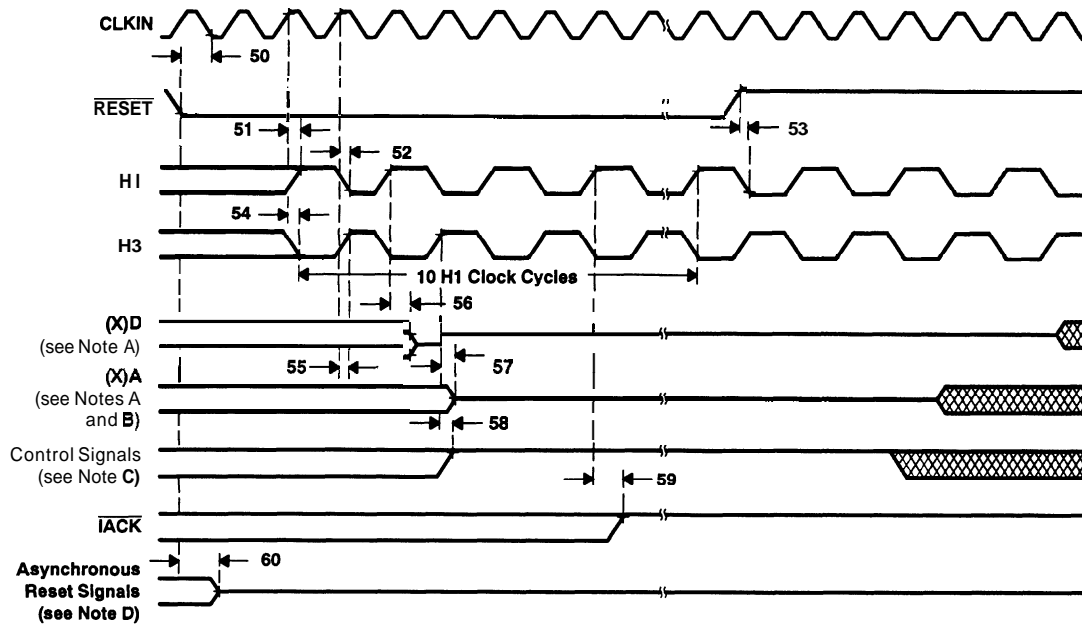 CLKIN
50
RESET
51
53
52
HI
54
H3
10 H1 Clock Cycles
56
(X)D
(see Note A)
55
57
(X)A
(see Notes A
and B)
58
Control Signals
(see Note C)
59
IACK
60
Asynchronous
Reset Signals
(see Note D)